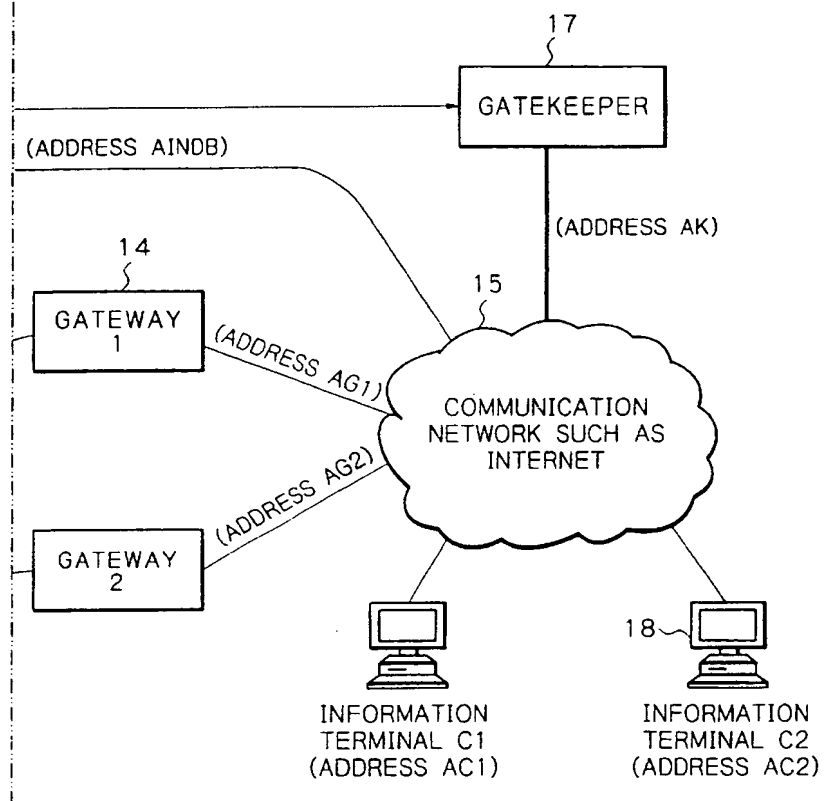 17
GATEKEEPER
(ADDRESS AINDB)
(ADDRESS AK)
14
GATEWAY
1
15
(ADDRESS AG1)
COMMUNICATION
NETWORK SUCH AS
INTERNET
(ADDRESS AG2)
GATEWAY
2
18
INFORMATION
TERMINAL C1
(ADDRESS AC1)
INFORMATION
TERMINAL C2
(ADDRESS AC2)